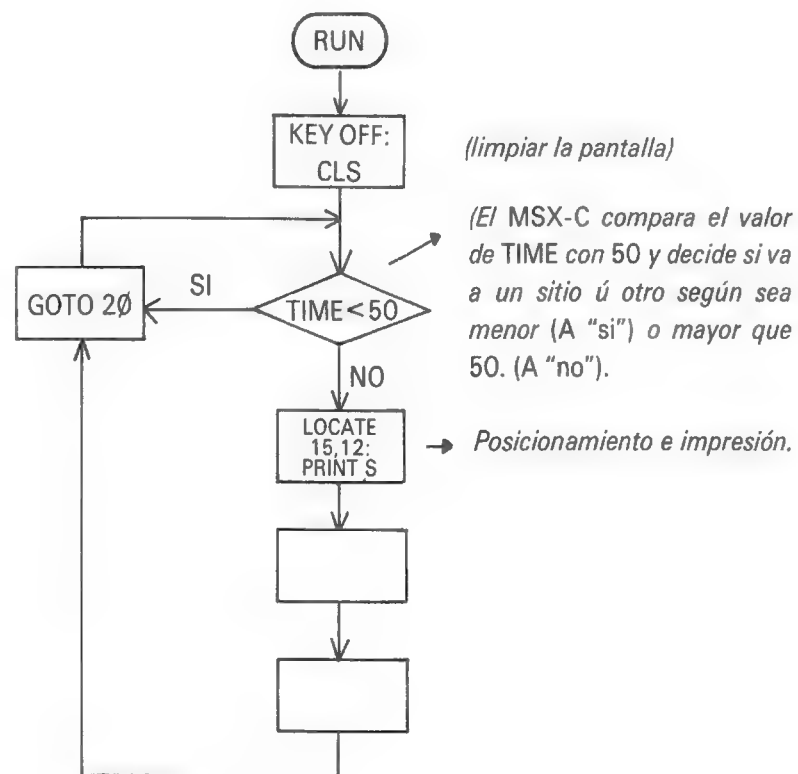 RUN
KEY OFF:
CLS
(limpiar la pantalla)
(El MSX-C compara el valor
de TIME con 50 y decide si va
a un sitio ú otro según sea
menor (A “si”) o mayor que
50. (A “no”).
SI
GOTO 2Ø
TIME<50
NO
LOCATE
15,12:
PRINT S
Posicionamiento e impresión.